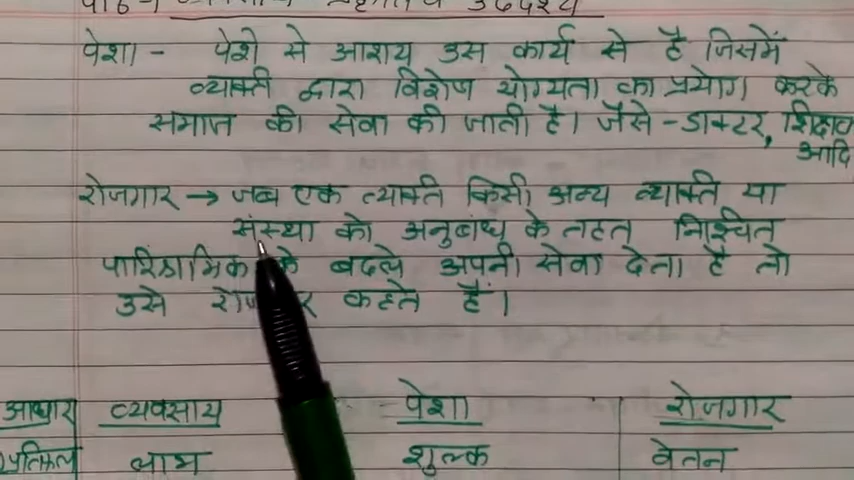 पेशा - पेशे से आशय उस कार्य से है जिसमें
व्यक्ती द्वारा विशेष योग्यता का प्रयोग करके
समाज की सेवा की जाती है। जैसे - डाक्टर, शिक्षक
आदि
रोजगार → जब एक व्यक्ति किसी अन्य व्यक्ति या
संस्था को अनुबंध के तहत निश्चित
पारिश्रामिक के बदले अपनी सेवा देता है तो
उसे कहते हैं।
आधार व्यवसाय पेशा रोजगार
प्रतिफल लाभ शुल्क वेतन